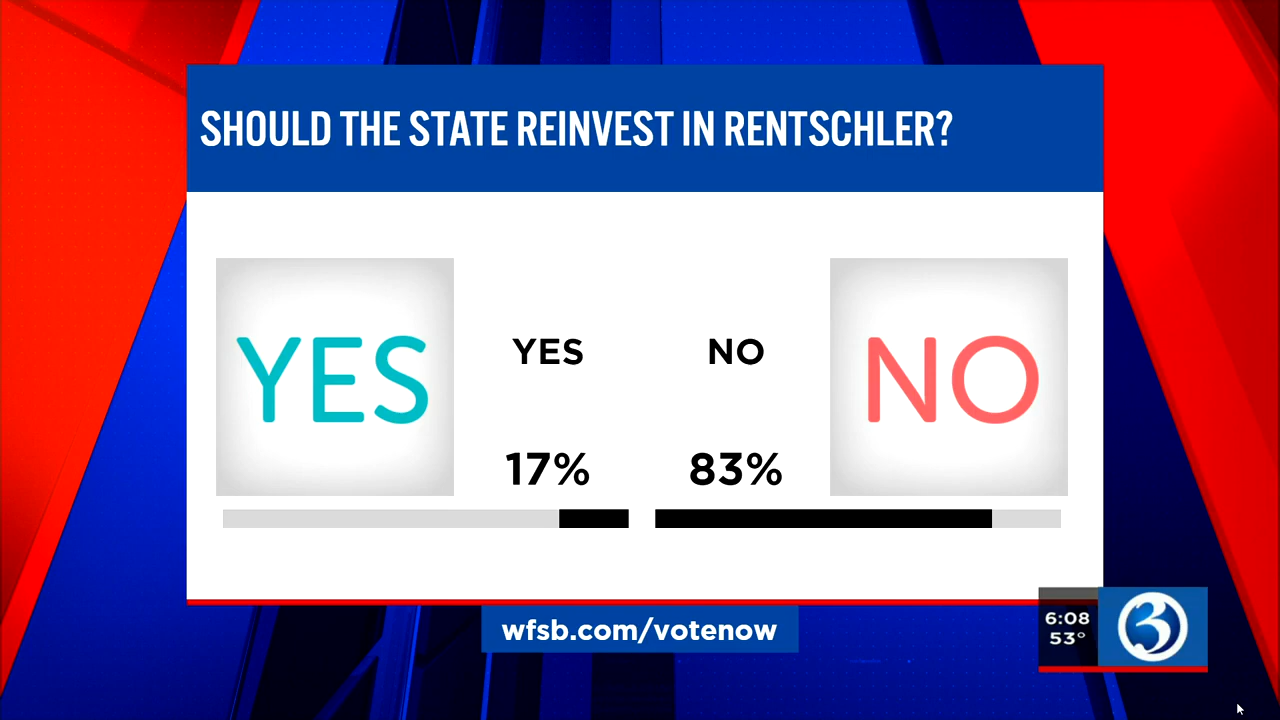 SHOULD THE STATE REINVEST IN RENTSCHLER?
YES
YES
NO
NO
17%
83%
wfsb.com/votenow
6:08
53°
3